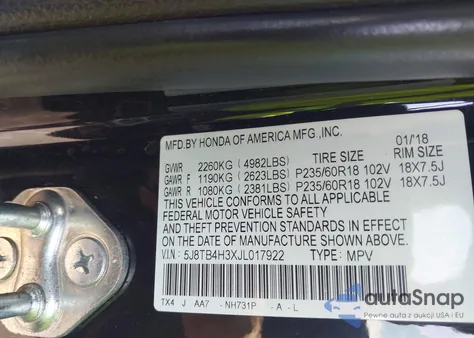 MFD.BY HONDA OF AMERICA MFG.,INC. 01/18
GVWR 2260KG (4982LBS) TIRE SIZE RIM SIZE
GAWR F 1190KG (2623LBS) P235/60R18 102V 18X7.5J
GAWR R 1080KG (2381LBS) P235/60R18 102V 18X7.5J
THIS VEHICLE CONFORMS TO ALL APPLICABLE
FEDERAL MOTOR VEHICLE SAFETY
AND THEFT PREVENTION STANDARDS IN EFFECT
ON THE DATE OF MANUFACTURE SHOWN ABOVE.
V.I.N: 5J8TB4H3XJL017922 TYPE: MPV
TX4 J AA7 - NH731P - A - L
autoSnap
Pewne auta z aukcji USA i EU